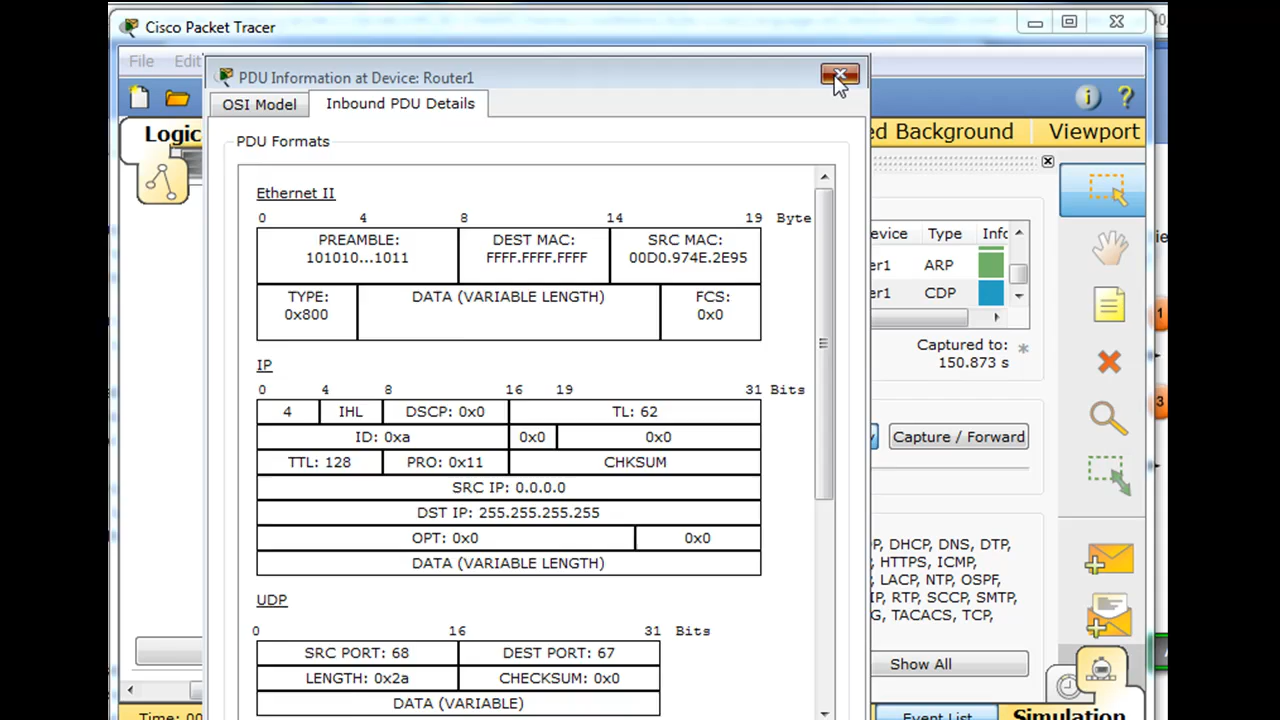 Cisco Packet Tracer
File Edit
PDU Information at Device: Router1
OSI Model Inbound PDU Details
Logic
ed Background Viewport
PDU Formats
Ethernet II
0 4 8 14 19 Byte
PREAMBLE: DEST MAC: SRC MAC:
101010...1011 FFFF.FFFF.FFFF 00D0.974E.2E95
TYPE: DATA (VARIABLE LENGTH) FCS:
0x800 0x0
IP
0 4 8 16 19 31 Bits
4 IHL DSCP: 0x0 TL: 62
ID: 0xa 0x0 0x0
TTL: 128 PRO: 0x11 CHKSUM
SRC IP: 0.0.0.0
DST IP: 255.255.255.255
OPT: 0x0 0x0
DATA (VARIABLE LENGTH)
UDP
0 16 31 Bits
SRC PORT: 68 DEST PORT: 67
LENGTH: 0x2a CHECKSUM: 0x0
DATA (VARIABLE)
evice Type Info
er1 ARP
er1 CDP
Captured to:
150.873 s *
Capture / Forward
P, DHCP, DNS, DTP,
, HTTPS, ICMP,
, LACP, NTP, OSPF,
IP, RTP, SCCP, SMTP,
G, TACACS, TCP,
Show All
Time: 00
Event List Simulation
1
3